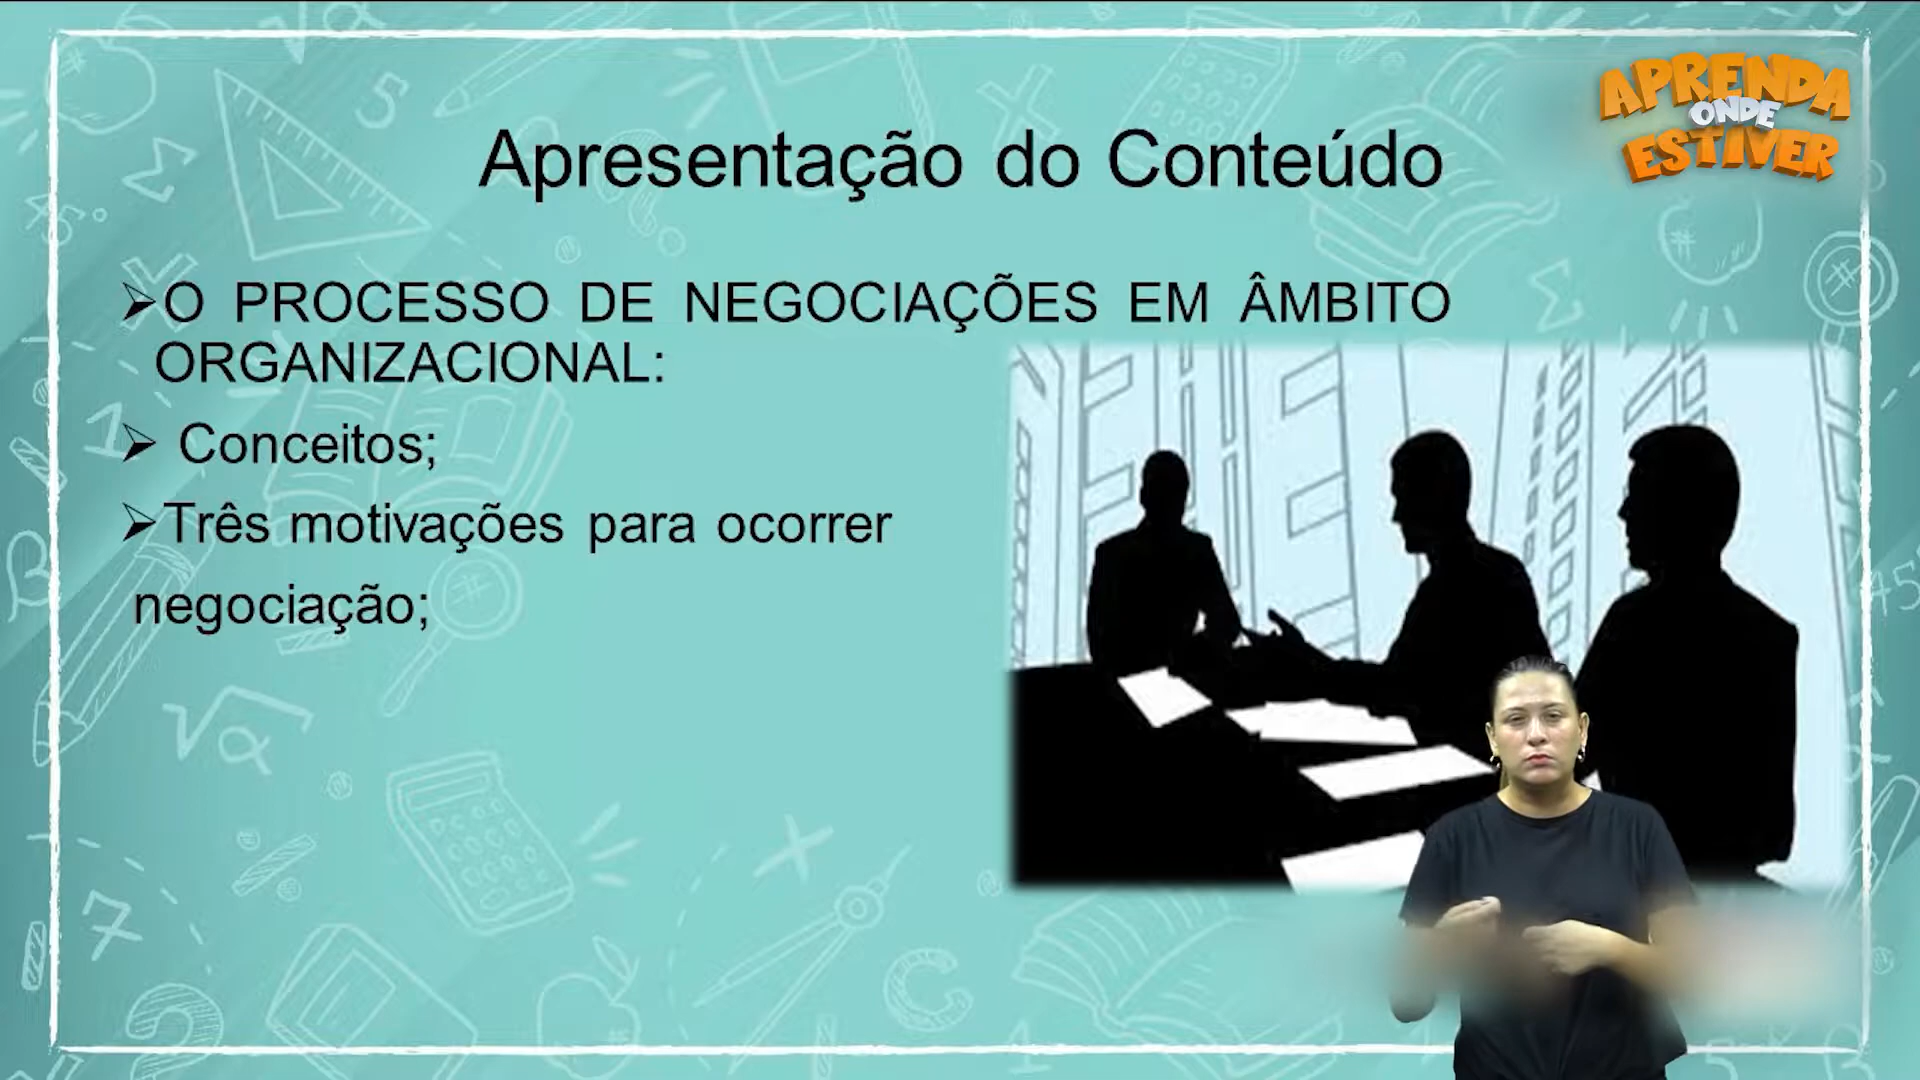 APRENDA
ONDE
ESTIVER
Apresentação do Conteúdo
➢O PROCESSO DE NEGOCIAÇÕES EM ÂMBITO
ORGANIZACIONAL:
➢ Conceitos;
➢Três motivações para ocorrer
negociação;